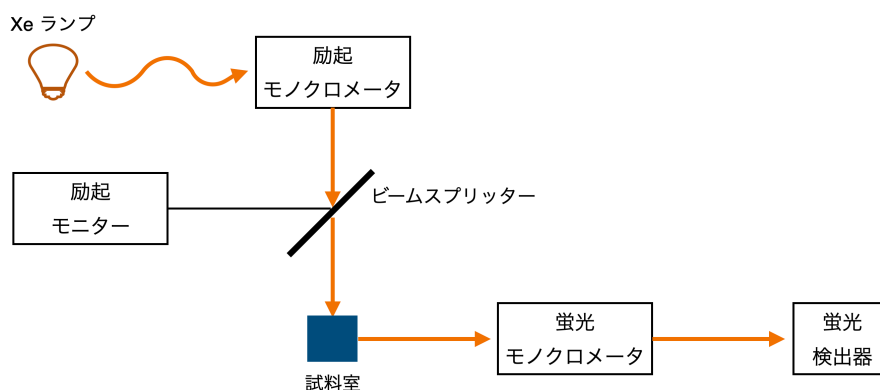 Xe ランプ
励起
モノクロメータ
ビームスプリッター
励起
モニター
蛍光
モノクロメータ
蛍光
検出器
試料室